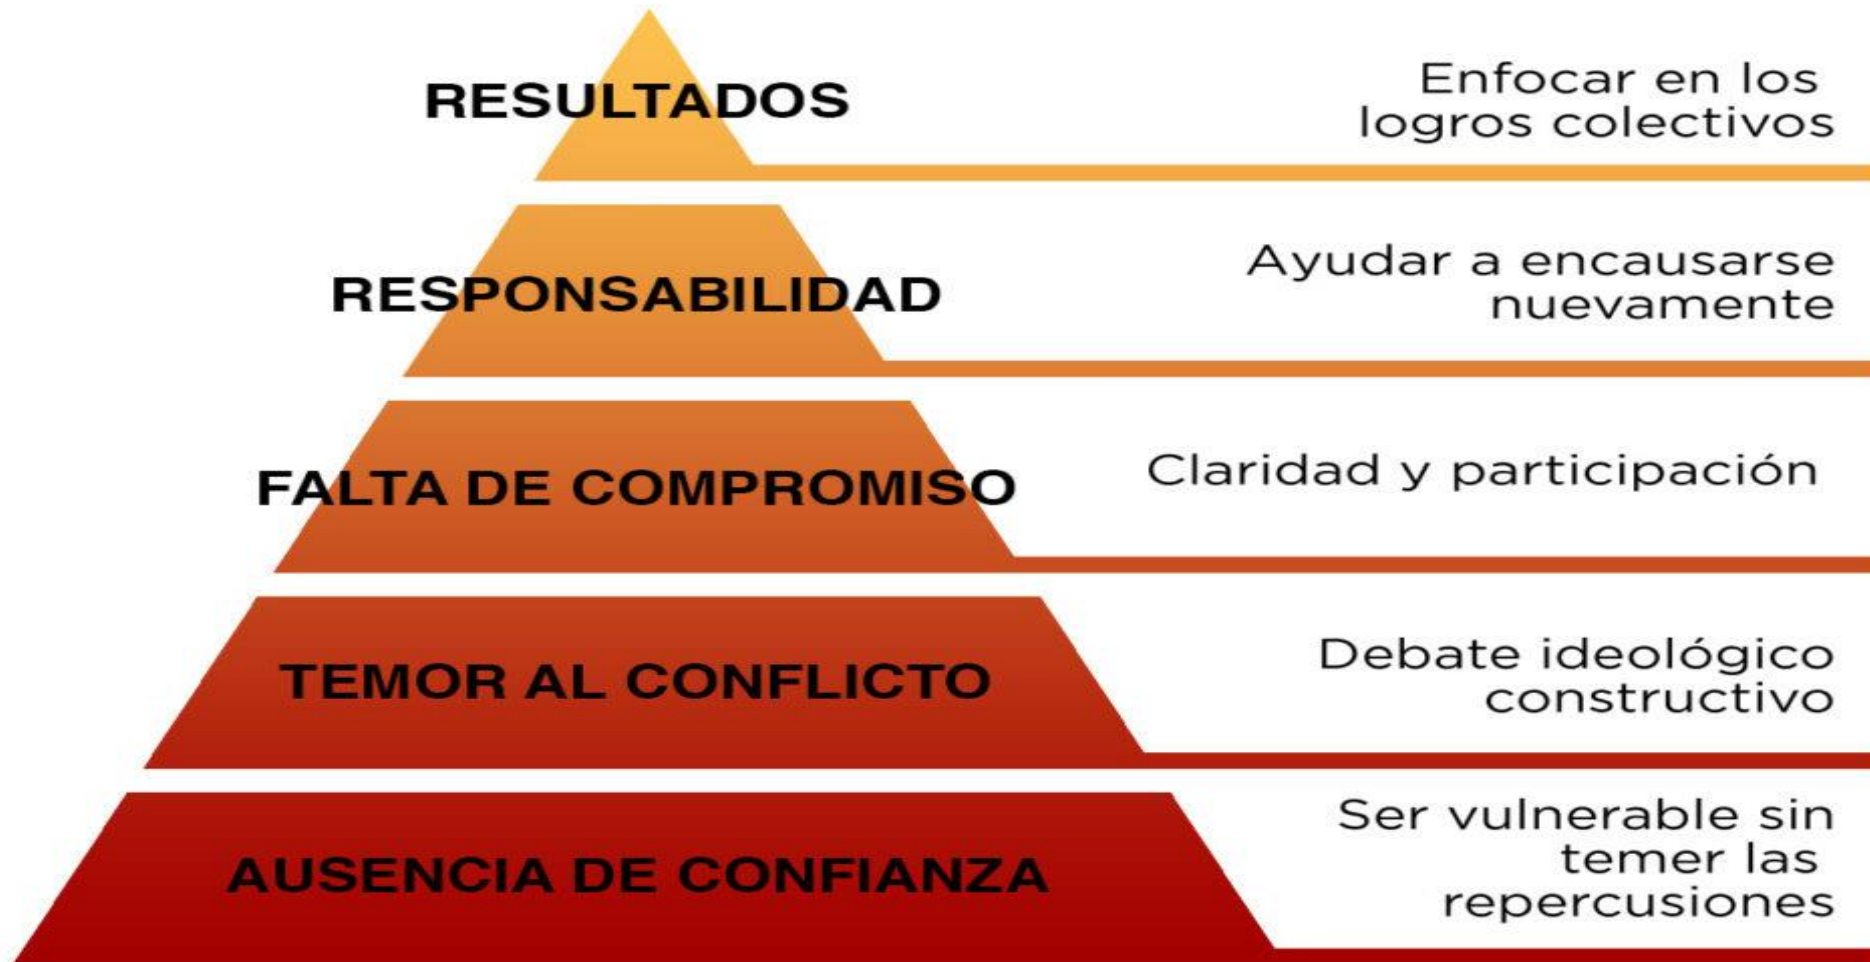 RESULTADOS
Enfocar en los
logros colectivos
RESPONSABILIDAD
Ayudar a encausarse
nuevamente
FALTA DE COMPROMISO
Claridad y participación
TEMOR AL CONFLICTO
Debate ideológico
constructivo
AUSENCIA DE CONFIANZA
Ser vulnerable sin
temer las
repercusiones